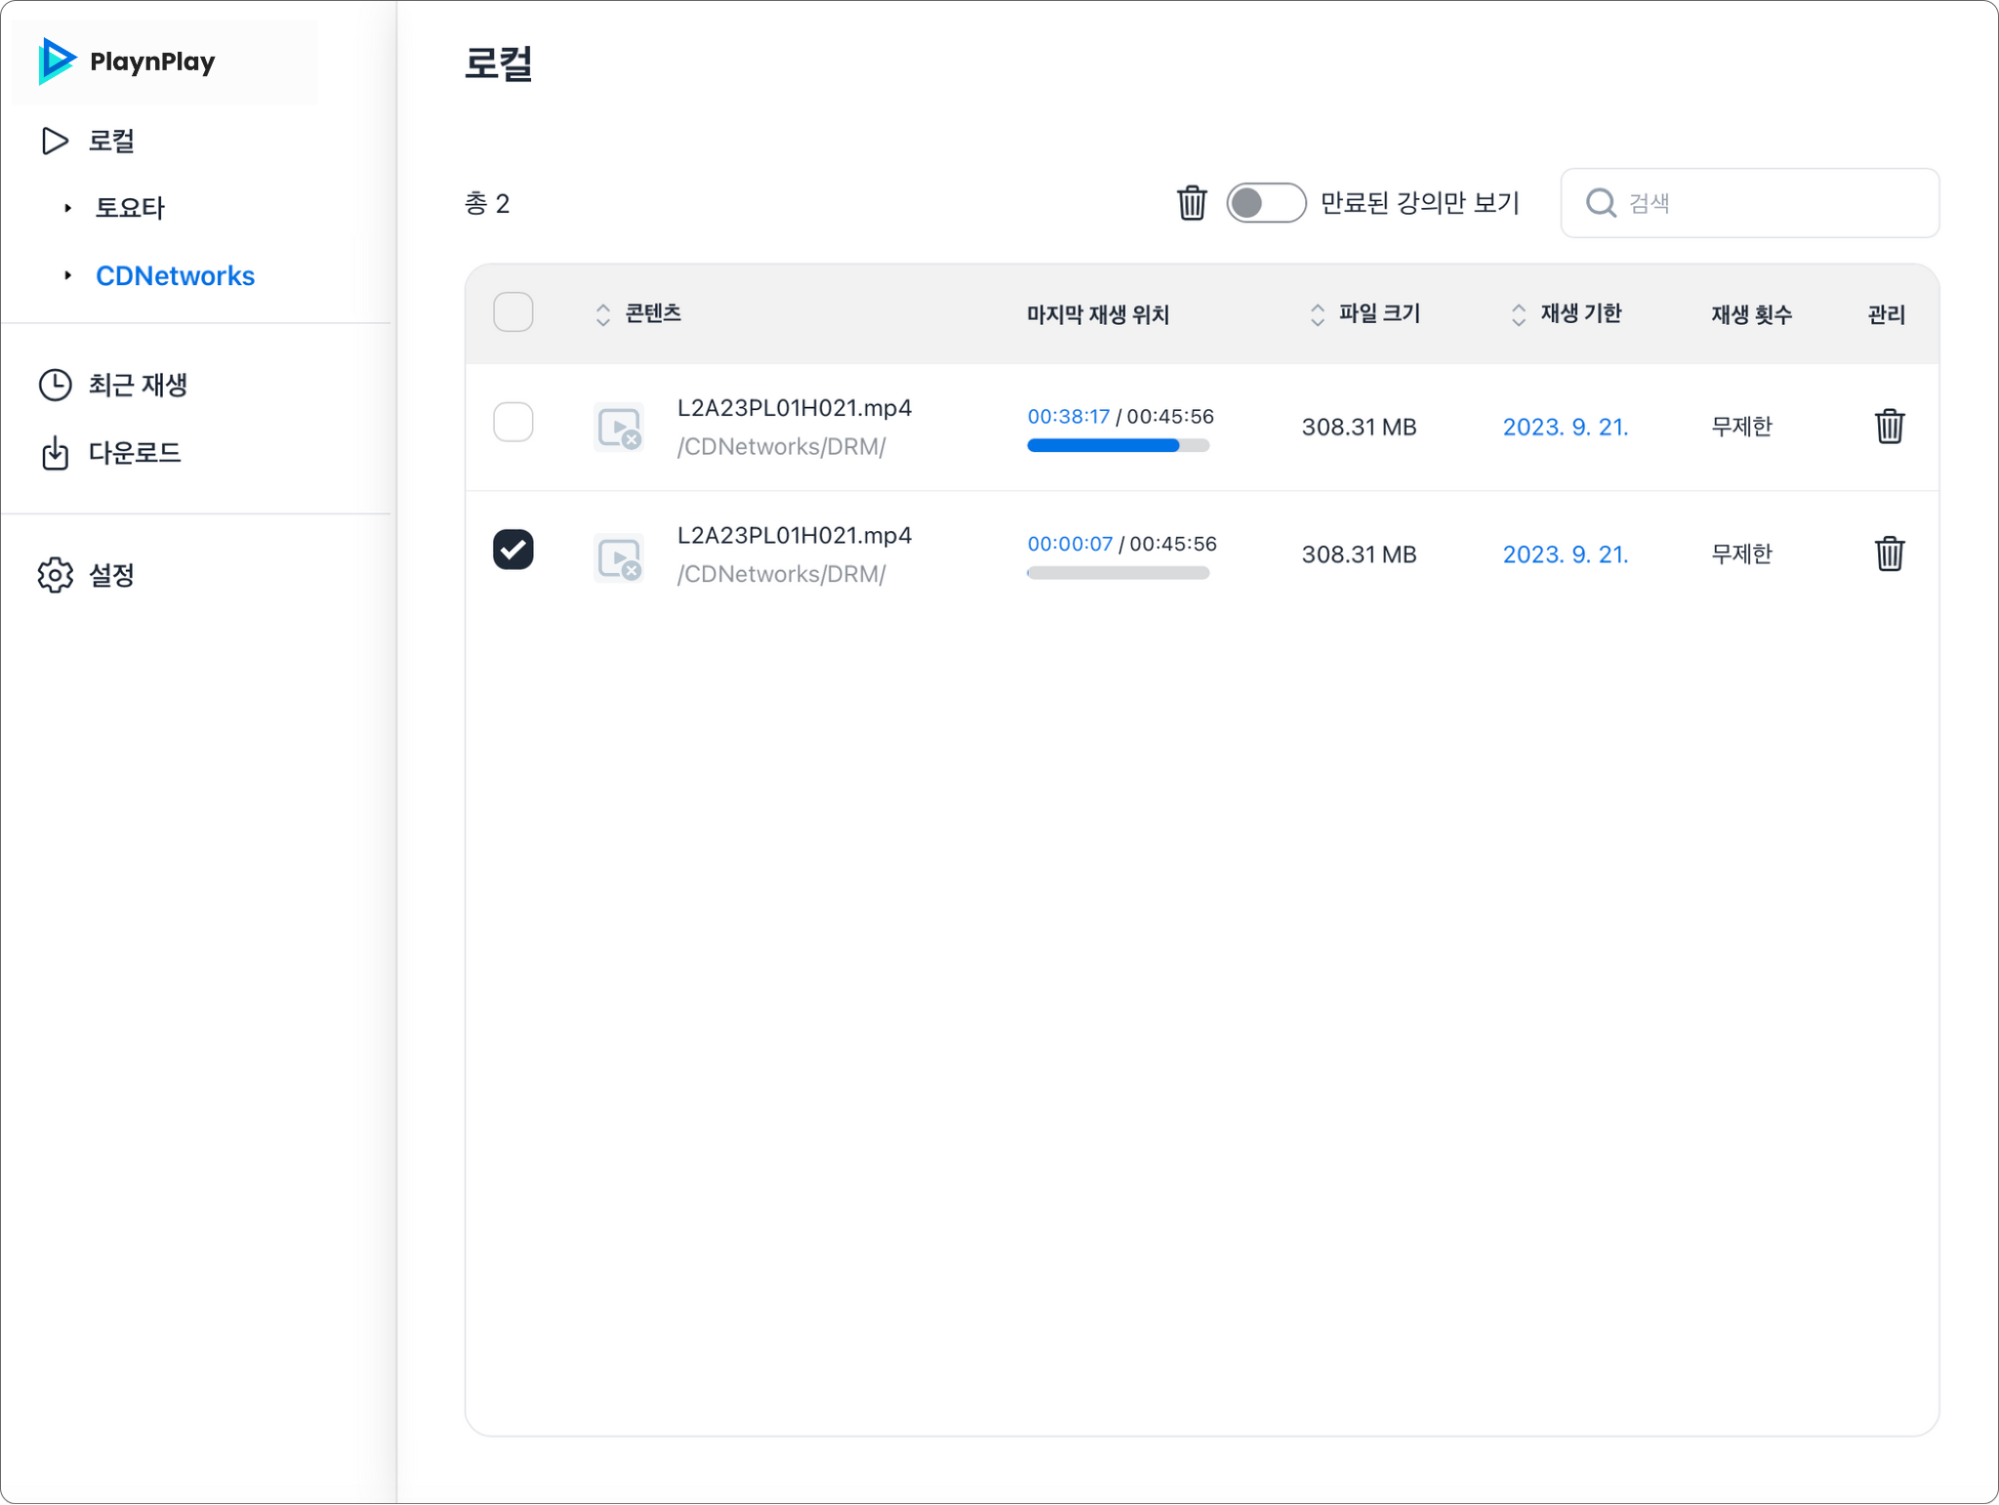 PlaynPlay
로컬
토요타
CDNetworks
최근 재생
다운로드
설정
로컬
총 2
만료된 강의만 보기
검색
콘텐츠 마지막 재생 위치 파일 크기 재생 기한 재생 횟수 관리
L2A23PL01H021.mp4
/CDNetworks/DRM/
00:38:17 / 00:45:56
308.31 MB
2023. 9. 21.
무제한
L2A23PL01H021.mp4
/CDNetworks/DRM/
00:00:07 / 00:45:56
308.31 MB
2023. 9. 21.
무제한